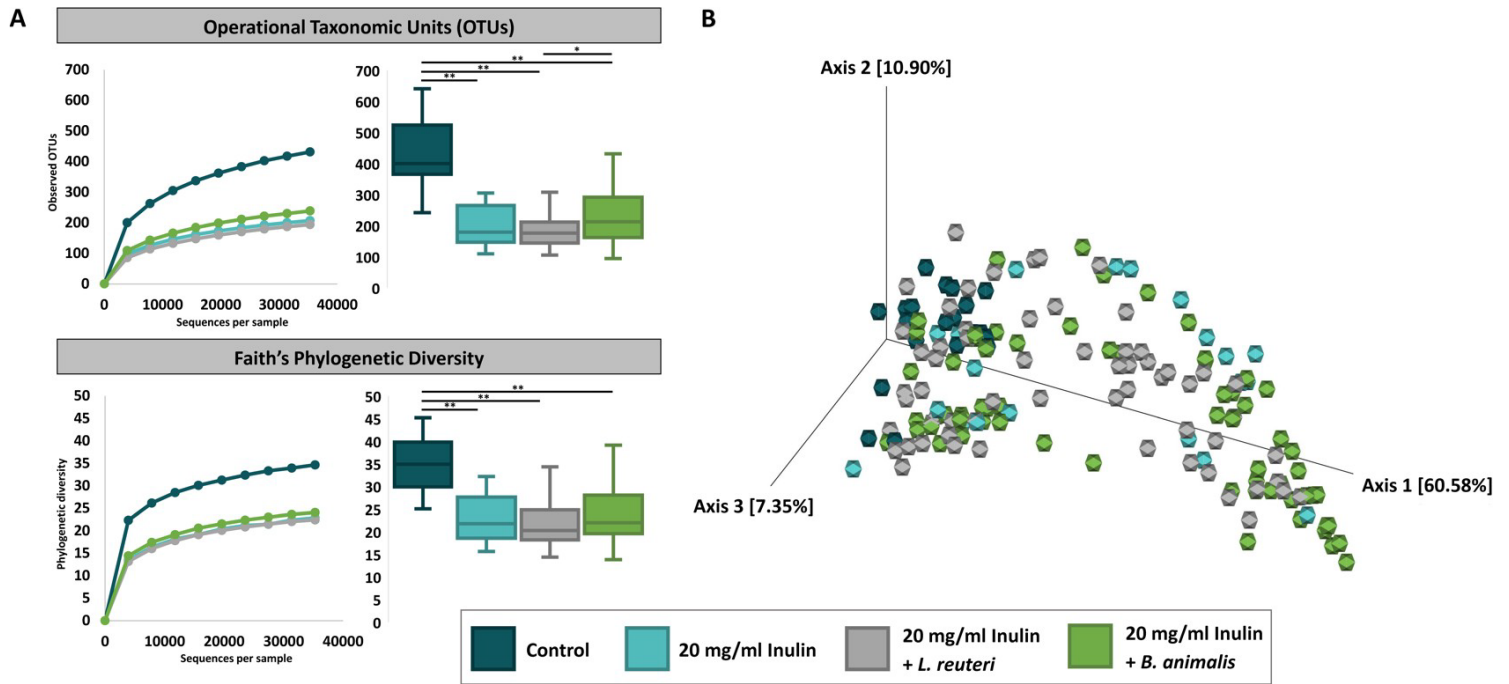 A
Operational Taxonomic Units (OTUs)
Observed OTUs
700
600
500
400
300
200
100
0
0 10000 20000 30000 40000
Sequences per sample
700
600
500
400
300
200
100
0
*
**
**
**
Faith's Phylogenetic Diversity
Phylogenetic diversity
50
45
40
35
30
25
20
15
10
5
0
0 10000 20000 30000 40000
Sequences per sample
50
45
40
35
30
25
20
15
10
5
0
**
**
**
B
Axis 2 [10.90%]
Axis 3 [7.35%]
Axis 1 [60.58%]
Control
20 mg/ml Inulin
20 mg/ml Inulin
+ L. reuteri
20 mg/ml Inulin
+ B. animalis